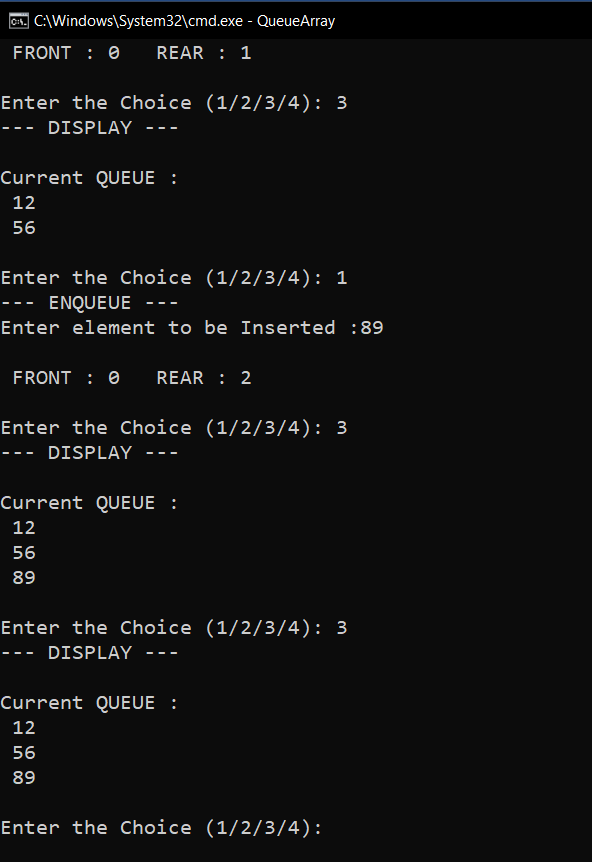 C:\Windows\System32\cmd.exe - QueueArray
FRONT : 0   REAR : 1
Enter the Choice (1/2/3/4): 3
--- DISPLAY ---
Current QUEUE :
12
56
Enter the Choice (1/2/3/4): 1
--- ENQUEUE ---
Enter element to be Inserted :89
FRONT : 0   REAR : 2
Enter the Choice (1/2/3/4): 3
--- DISPLAY ---
Current QUEUE :
12
56
89
Enter the Choice (1/2/3/4): 3
--- DISPLAY ---
Current QUEUE :
12
56
89
Enter the Choice (1/2/3/4):